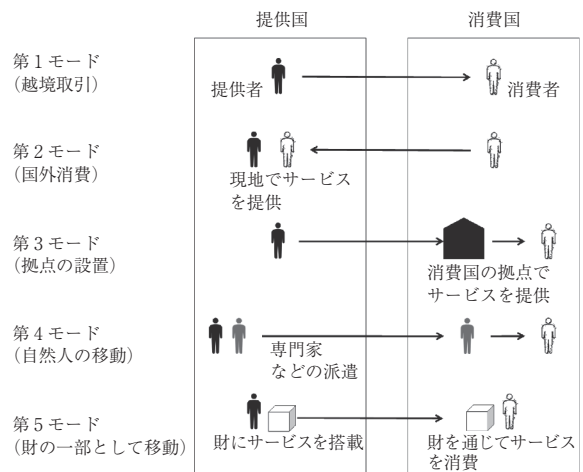 提供国
消費国
第1モード
(越境取引)
提供者
消費者
第2モード
(国外消費)
現地でサービス
を提供
第3モード
(拠点の設置)
消費国の拠点で
サービスを提供
第4モード
(自然人の移動)
専門家
などの派遣
第5モード
(財の一部として移動)
財にサービスを搭載
財を通じてサービス
を消費